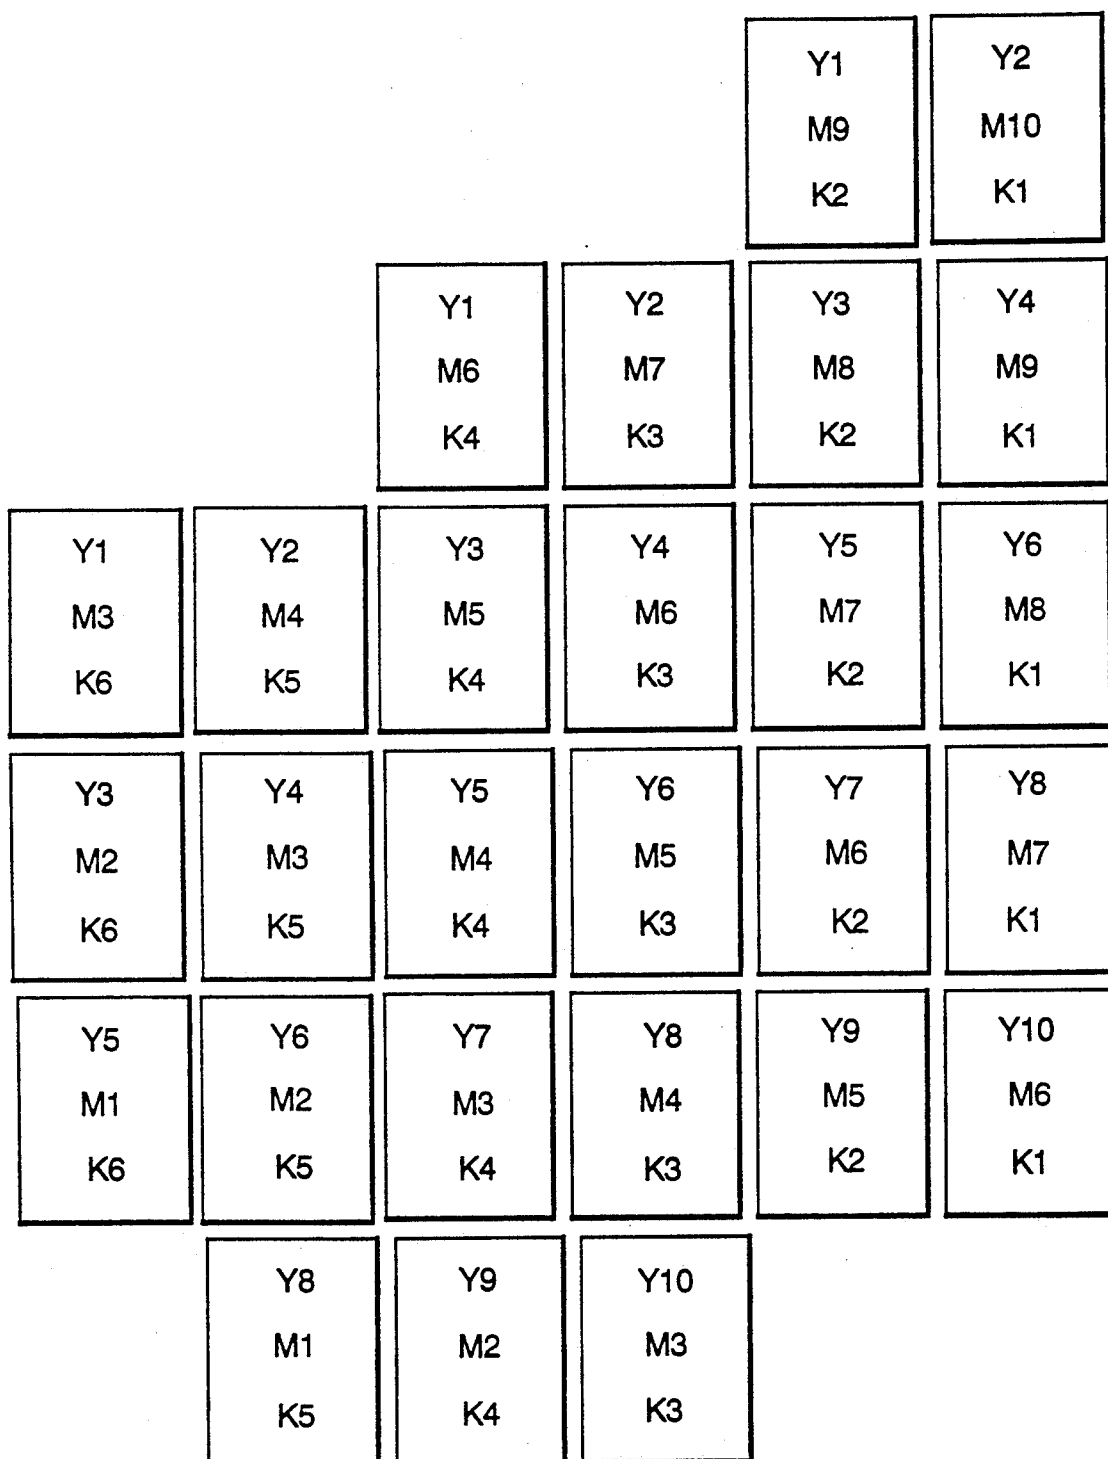 Y1 Y2
M9 M10
K2 K1
Y1 Y2 Y3 Y4
M6 M7 M8 M9
K4 K3 K2 K1
Y1 Y2 Y3 Y4 Y5 Y6
M3 M4 M5 M6 M7 M8
K6 K5 K4 K3 K2 K1
Y3 Y4 Y5 Y6 Y7 Y8
M2 M3 M4 M5 M6 M7
K6 K5 K4 K3 K2 K1
Y5 Y6 Y7 Y8 Y9 Y10
M1 M2 M3 M4 M5 M6
K6 K5 K4 K3 K2 K1
Y8 Y9 Y10
M1 M2 M3
K5 K4 K3